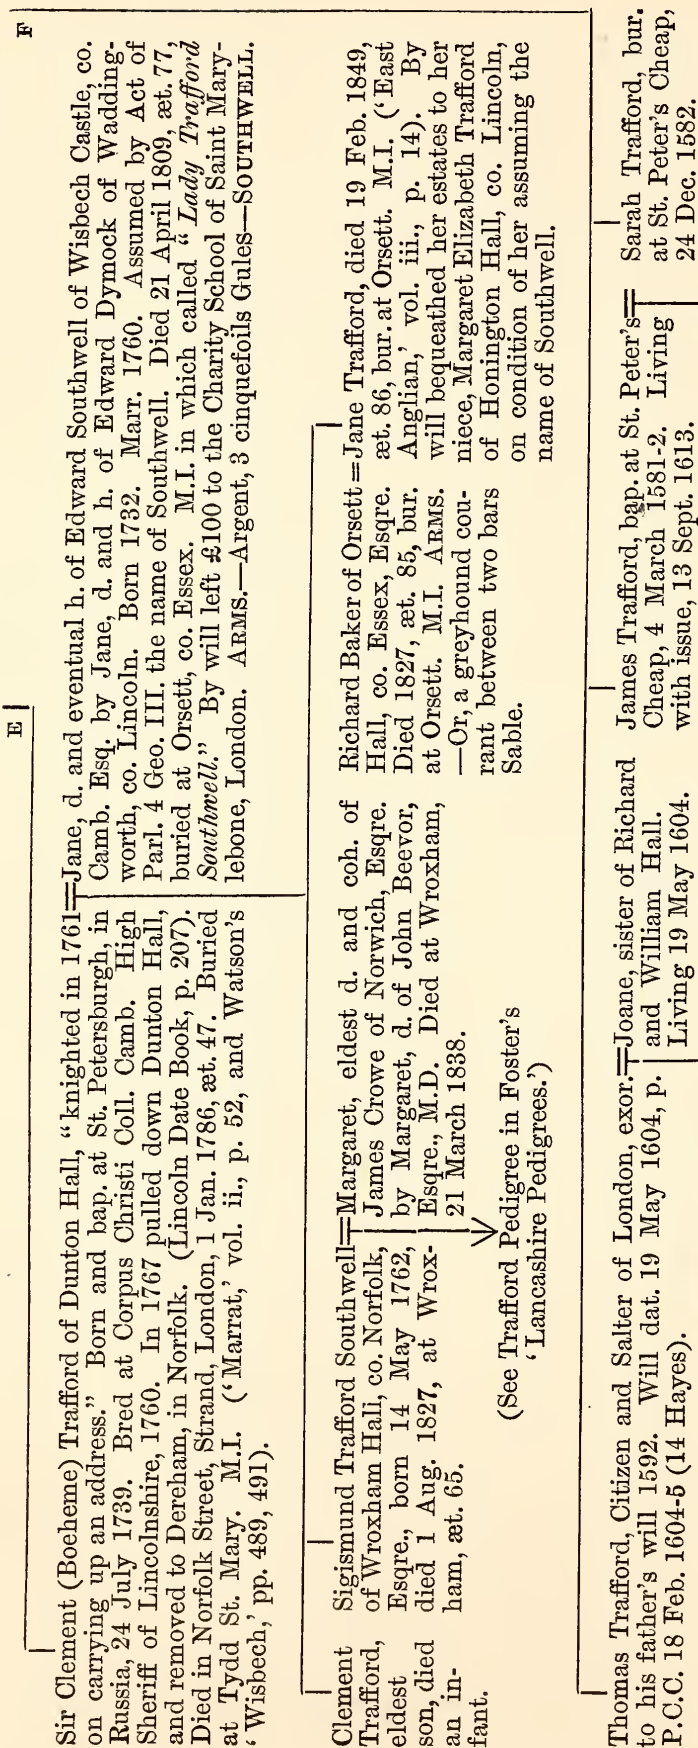 E
F
Sir Clement (Boeheme) Trafford of Dunton Hall, “knighted in 1761
on carrying up an address.” Born and bap. at St. Petersburgh, in
Russia, 24 July 1739. Bred at Corpus Christi Coll. Camb. High
Sheriff of Lincolnshire, 1760. In 1767 pulled down Dunton Hall,
and removed to Dereham, in Norfolk. (Lincoln Date Book, p. 207).
Died in Norfolk Street, Strand, London, 1 Jan. 1786, æt. 47. Buried
at Tydd St. Mary. M.I. (‘Marrat,’ vol. ii., p. 52, and Watson's
‘Wisbech,’ pp. 489, 491).
=Jane, d. and eventual h. of Edward Southwell of Wisbech Castle, co.
Camb. Esq. by Jane, d. and h. of Edward Dymock of Wadding-
worth, co. Lincoln. Born 1732. Marr. 1760. Assumed by Act of
Parl. 4 Geo. III. the name of Southwell. Died 21 April 1809, æt. 77,
buried at Orsett, co. Essex. M.I. in which called “Lady Trafford
Southwell.” By will left £100 to the Charity School of Saint Mary-
lebone, London. ARMS.—Argent, 3 cinquefoils Gules—SOUTHWELL.
Clement
Trafford,
eldest
son, died
an in-
fant.
Sigismund Trafford Southwell
of Wroxham Hall, co. Norfolk,
Esqre., born 14 May 1762,
died 1 Aug. 1827, at Wrox-
ham, æt. 65.
=Margaret, eldest d. and coh. of
James Crowe of Norwich, Esqre.
by Margaret, d. of John Beevor,
Esqre., M.D. Died at Wroxham,
21 March 1838.
(See Trafford Pedigree in Foster's
‘Lancashire Pedigrees.’)
Richard Baker of Orsett
Hall, co. Essex, Esqre.
Died 1827, æt. 85, bur.
at Orsett. M.I. ARMS.
—Or, a greyhound cou-
rant between two bars
Sable.
=Jane Trafford, died 19 Feb. 1849,
æt. 86, bur. at Orsett. M.I. (‘East
Anglian,’ vol. iii., p. 14). By
will bequeathed her estates to her
niece, Margaret Elizabeth Trafford
of Honington Hall, co. Lincoln,
on condition of her assuming the
name of Southwell.
Thomas Trafford, Citizen and Salter of London, exor.
to his father's will 1592. Will dat. 19 May 1604, p.
P.C.C. 18 Feb. 1604-5 (14 Hayes).
=Joane, sister of Richard
and William Hall.
Living 19 May 1604.
James Trafford, bap. at St. Peter's
Cheap, 4 March 1581-2. Living
with issue, 13 Sept. 1613.
=
Sarah Trafford, bur.
at St. Peter's Cheap,
24 Dec. 1582.